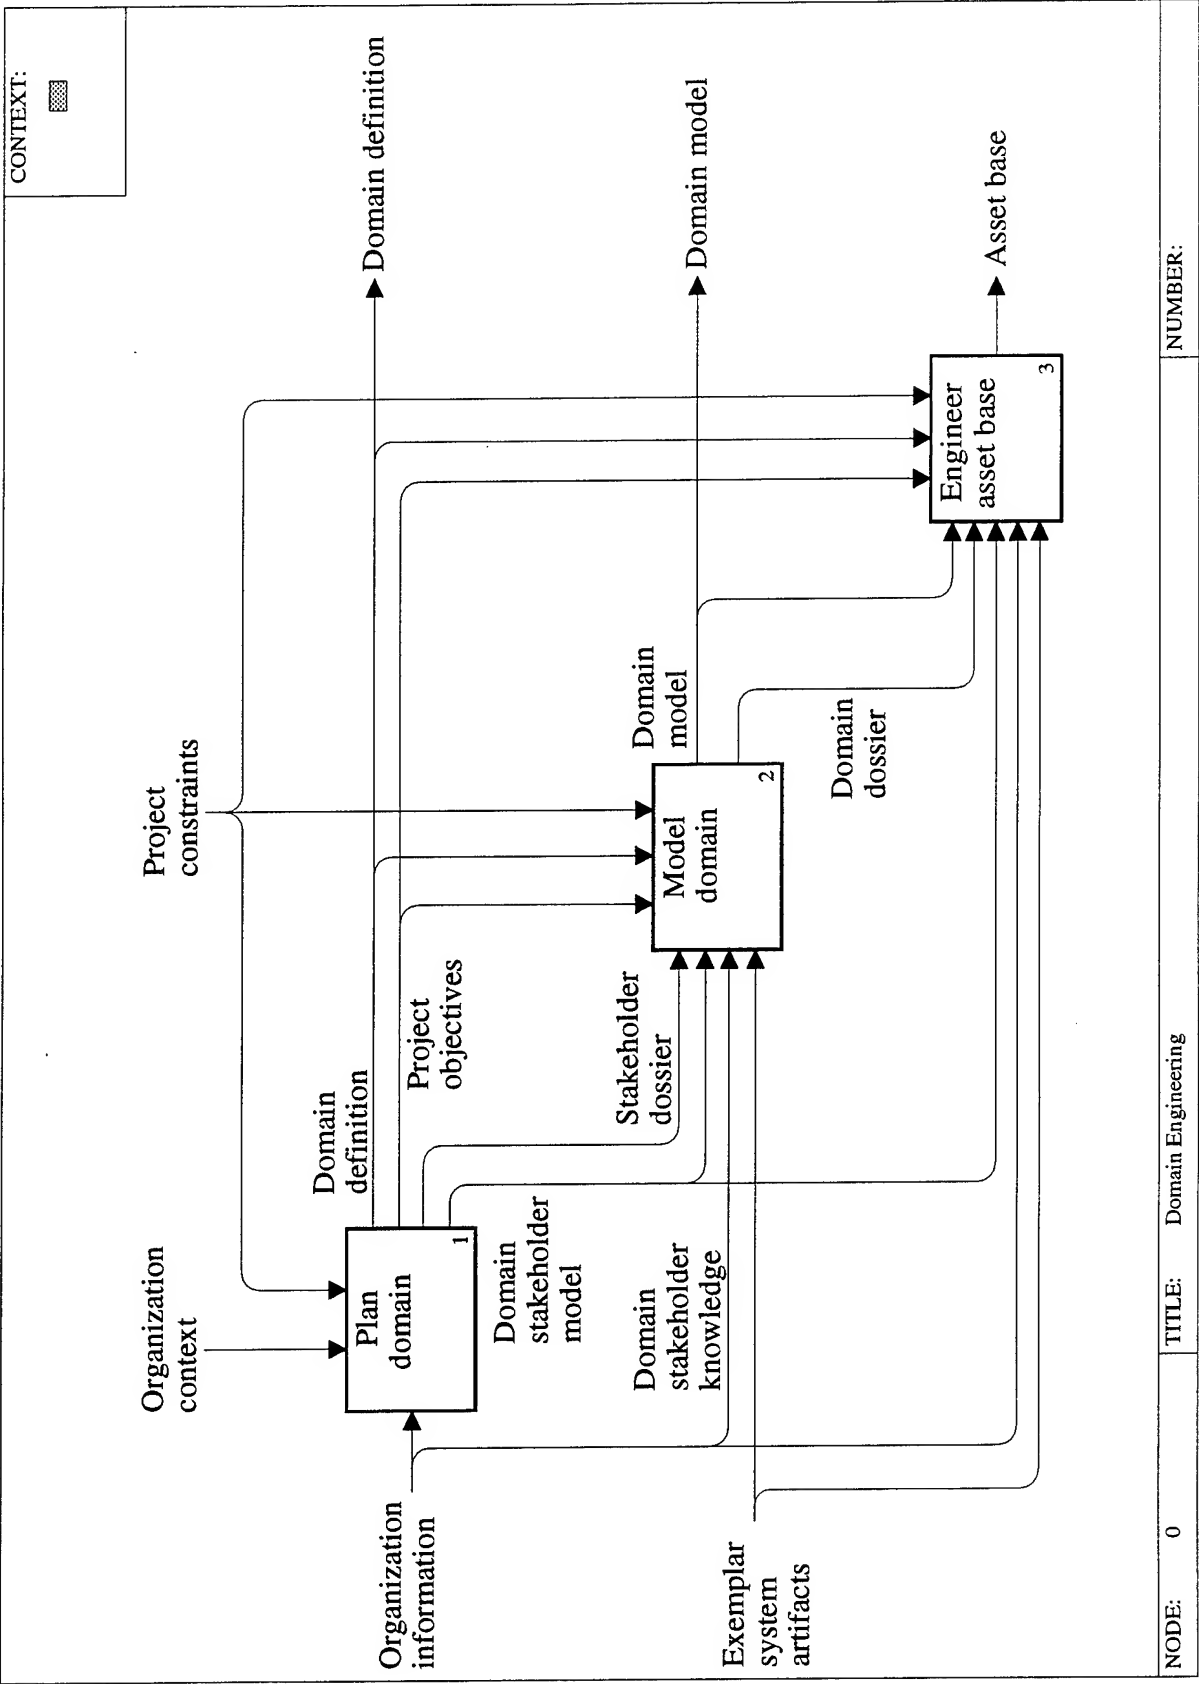 CONTEXT:
Organization
context
Project
constraints
Domain
definition
Domain definition
Project
objectives
Organization
information
Plan
domain
1
Domain
stakeholder
model
Stakeholder
dossier
Domain
model
Domain model
Model
domain
2
Domain
stakeholder
knowledge
Domain
dossier
Exemplar
system
artifacts
Engineer
asset base
3
Asset base
NODE: 0
TITLE: Domain Engineering
NUMBER: